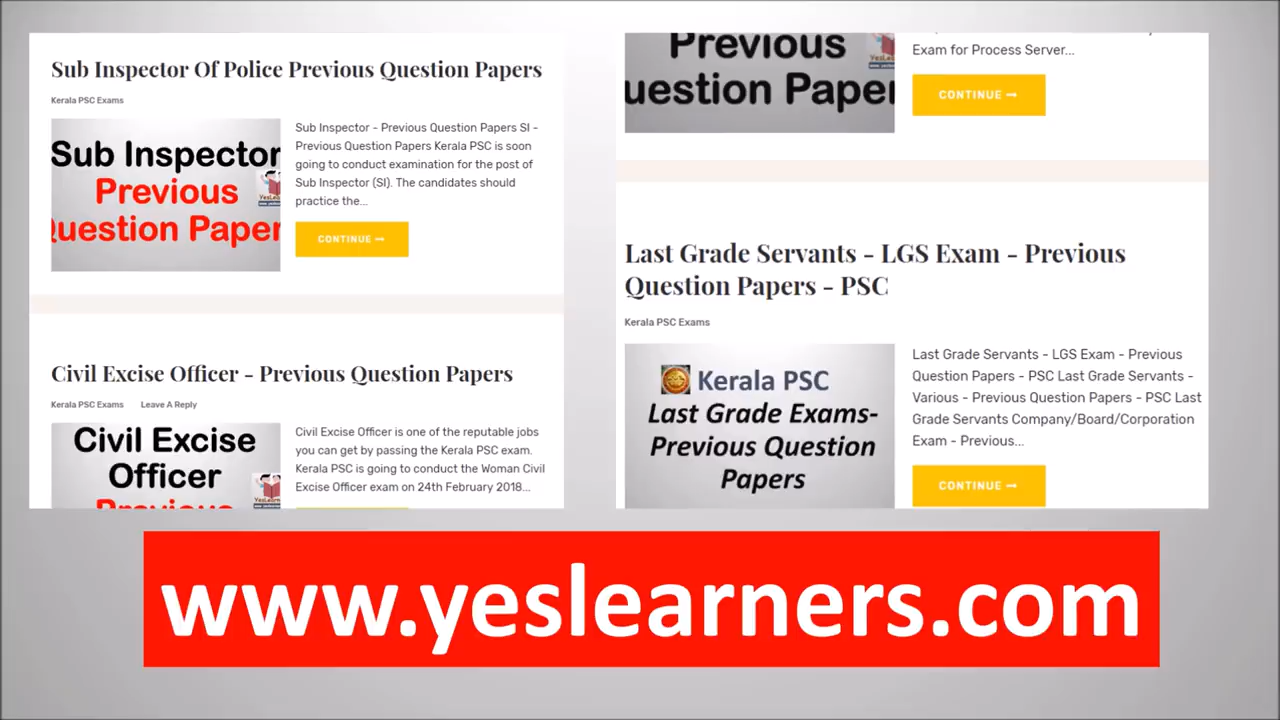 Sub Inspector Of Police Previous Question Papers
Kerala PSC Exams
Sub Inspector
Previous
Question Paper
Sub Inspector - Previous Question Papers SI -
Previous Question Papers Kerala PSC is soon
going to conduct examination for the post of
Sub Inspector (SI). The candidates should
practice the...
CONTINUE →
Civil Excise Officer - Previous Question Papers
Kerala PSC Exams Leave A Reply
Civil Excise
Officer
Previous
YesLearn
Civil Excise Officer is one of the reputable jobs
you can get by passing the Kerala PSC exam.
Kerala PSC is going to conduct the Woman Civil
Excise Officer exam on 24th February 2018...
Previous
uestion Paper
Exam for Process Server...
CONTINUE →
Last Grade Servants - LGS Exam - Previous
Question Papers - PSC
Kerala PSC Exams
Kerala PSC
Last Grade Exams-
Previous Question
Papers
Last Grade Servants - LGS Exam - Previous
Question Papers - PSC Last Grade Servants -
Various - Previous Question Papers - PSC Last
Grade Servants Company/Board/Corporation
Exam - Previous...
CONTINUE →
www.yeslearners.com